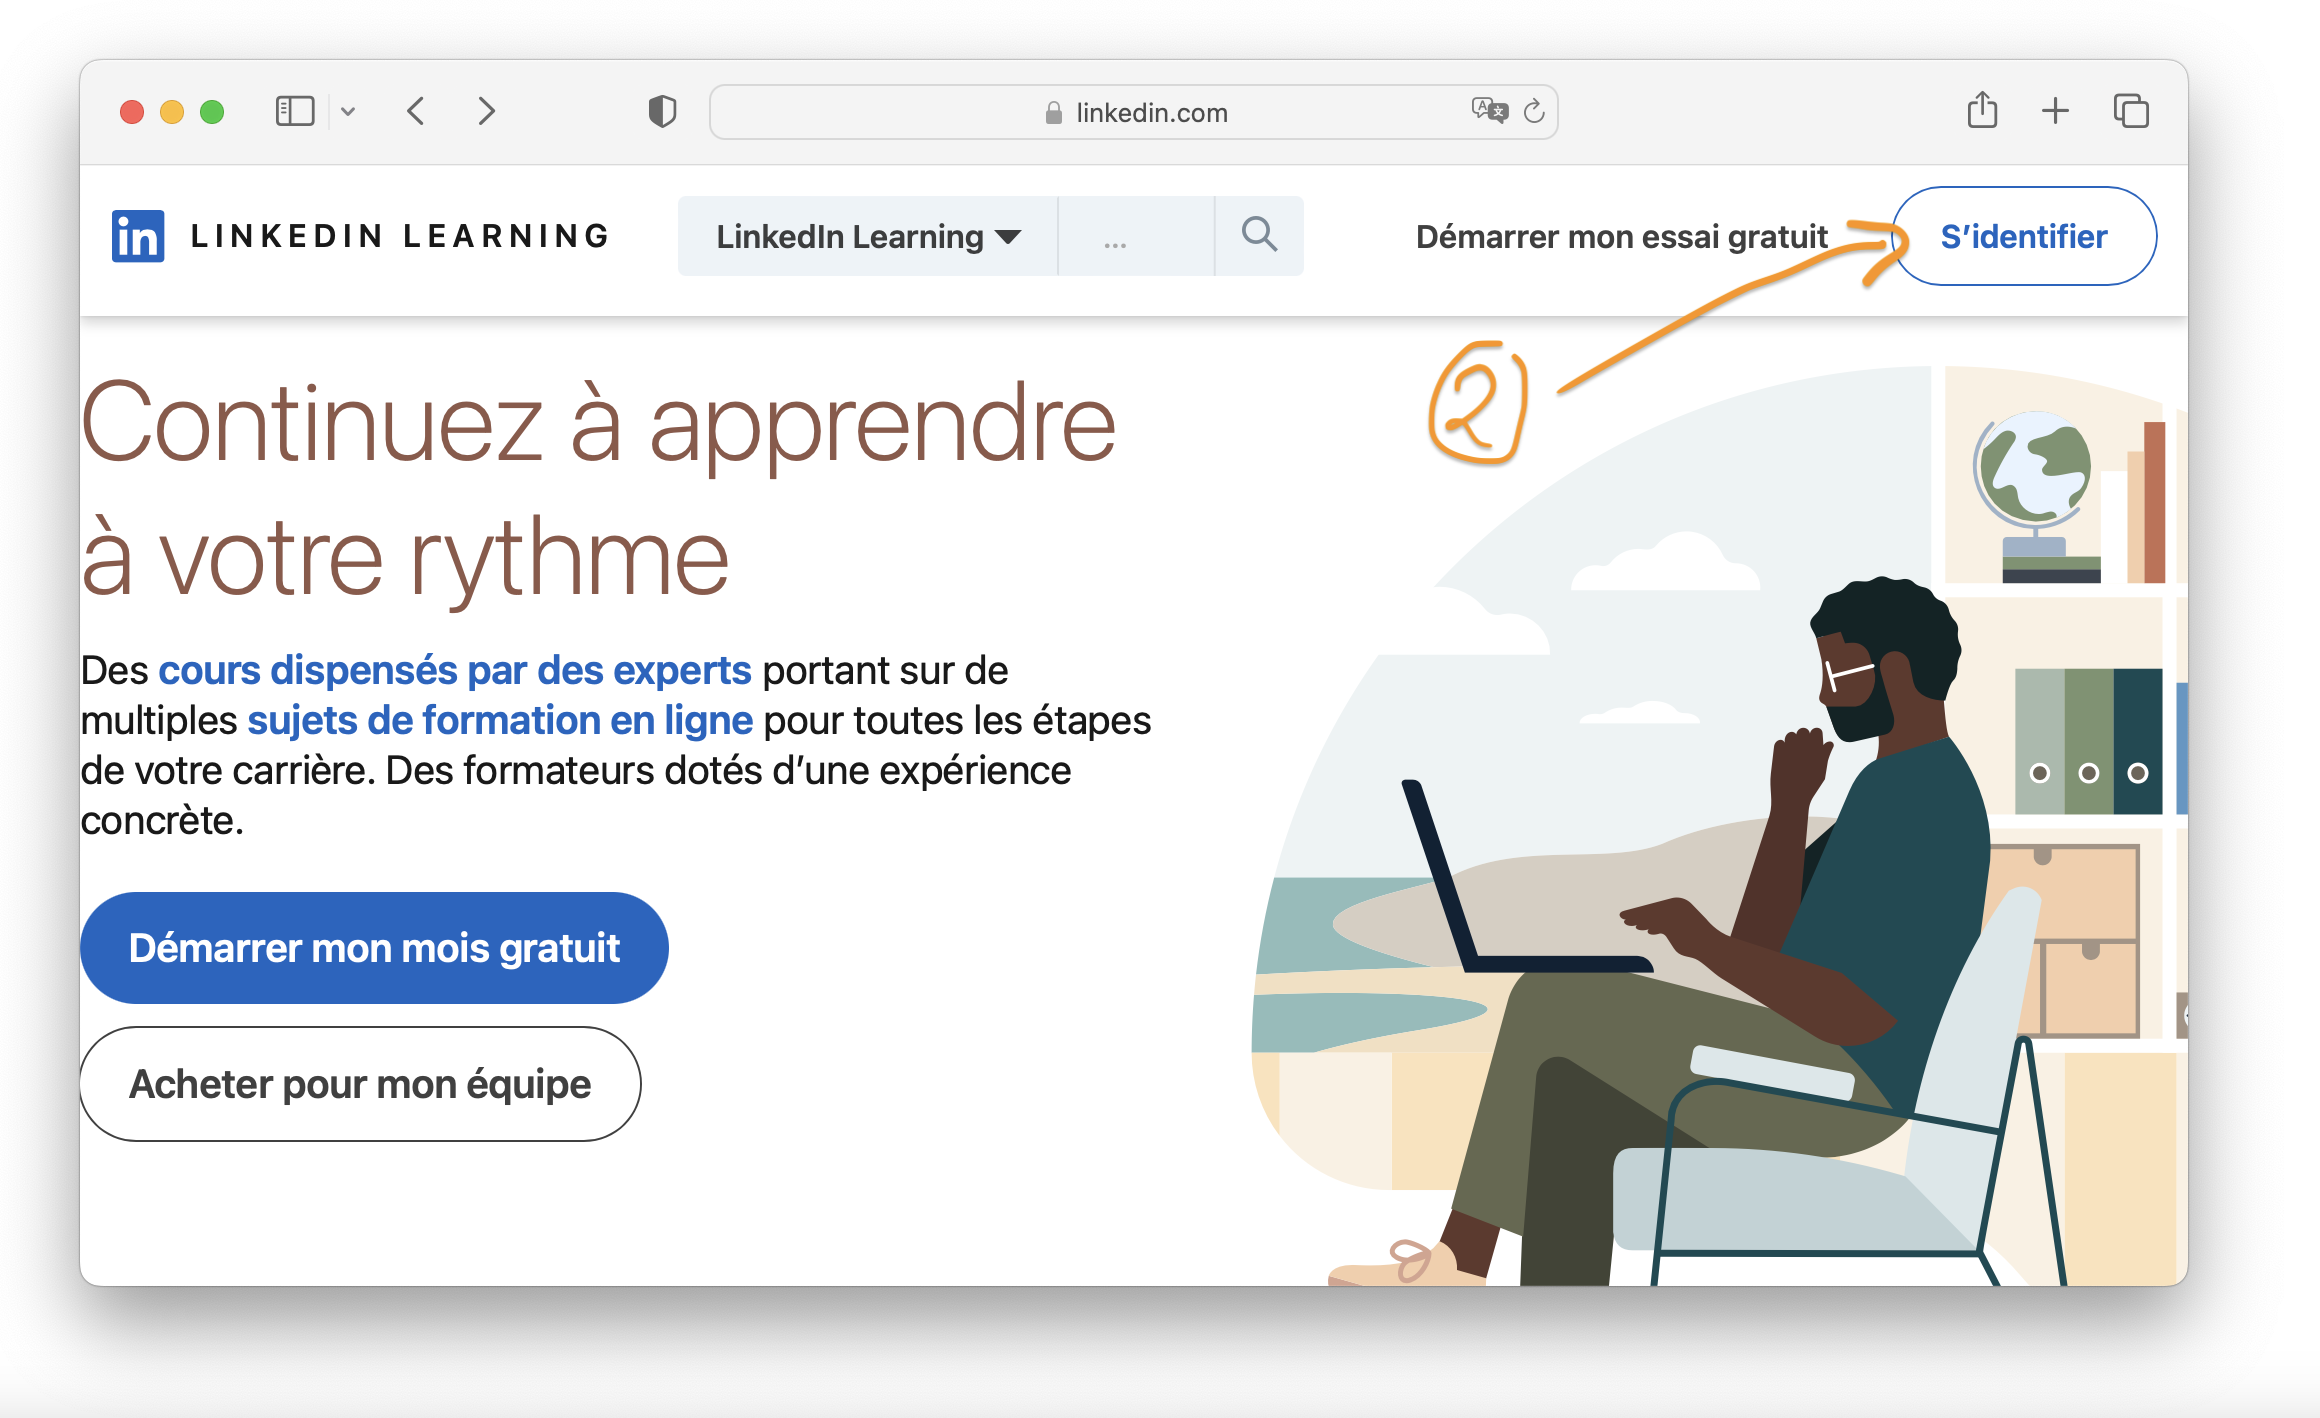 linkedin.com
in LINKEDIN LEARNING
LinkedIn Learning
...
Démarrer mon essai gratuit
S’identifier
2
Continuez à apprendre
à votre rythme
Des cours dispensés par des experts portant sur de
multiples sujets de formation en ligne pour toutes les étapes
de votre carrière. Des formateurs dotés d’une expérience
concrète.
Démarrer mon mois gratuit
Acheter pour mon équipe